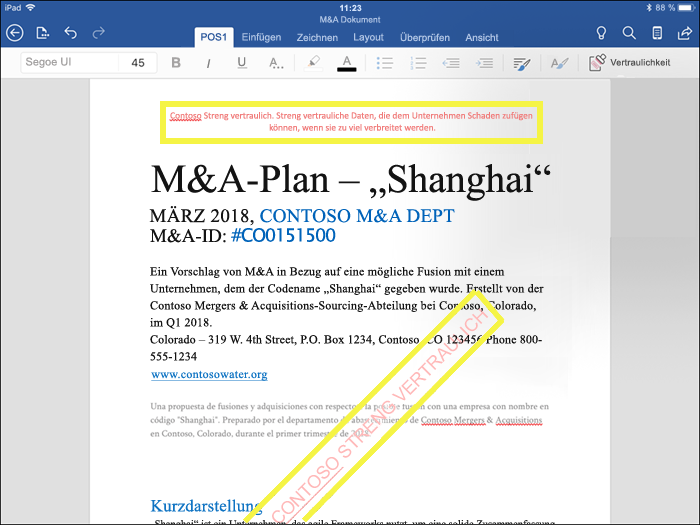 iPad 11:23 88 %
M&A Dokument
POS1 Einfügen Zeichnen Layout Überprüfen Ansicht
Segoe UI 45 B I U A... A Vertraulichkeit
Contoso Streng vertraulich. Streng vertrauliche Daten, die dem Unternehmen Schaden zufügen
können, wenn sie zu viel verbreitet werden.
M&A-Plan – „Shanghai“
MÄRZ 2018, CONTOSO M&A DEPT
M&A-ID: #CO0151500
Ein Vorschlag von M&A in Bezug auf eine mögliche Fusion mit einem
Unternehmen, dem der Codename „Shanghai“ gegeben wurde. Erstellt von der
Contoso Mergers & Acquisitions-Sourcing-Abteilung bei Contoso, Colorado,
im Q1 2018.
Colorado – 319 W. 4th Street, P.O. Box 1234, Contoso CO 123456 Phone 800-
555-1234
www.contosowater.org
Una propuesta de fusiones y adquisiciones con respecto a la posible fusión con una empresa con nombre en
código "Shanghai". Preparado por el departamento de abastecimiento de Contoso Mergers & Acquisitions
en Contoso, Colorado, durante el primer trimestre de
CONTOSO STRENG VERTRAULICH
Kurzdarstellung
„Shanghai“ ist ein Unternehmen, das agile Frameworks nutzt, um eine solide Zusammenfassung